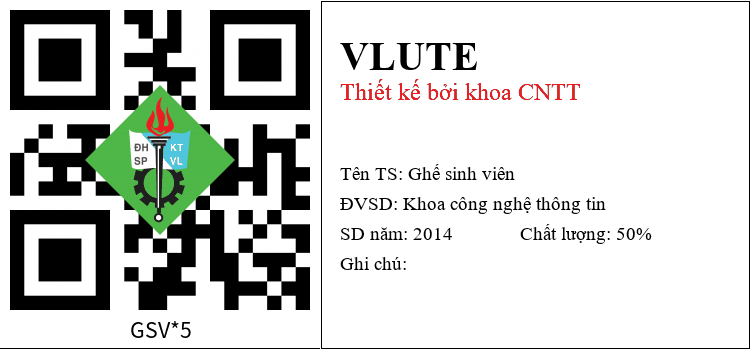 ĐH KT
SP VL
GSV*5
VLUTE
Thiết kế bởi khoa CNTT
Tên TS: Ghế sinh viên
ĐVSD: Khoa công nghệ thông tin
SD năm: 2014 Chất lượng: 50%
Ghi chú: